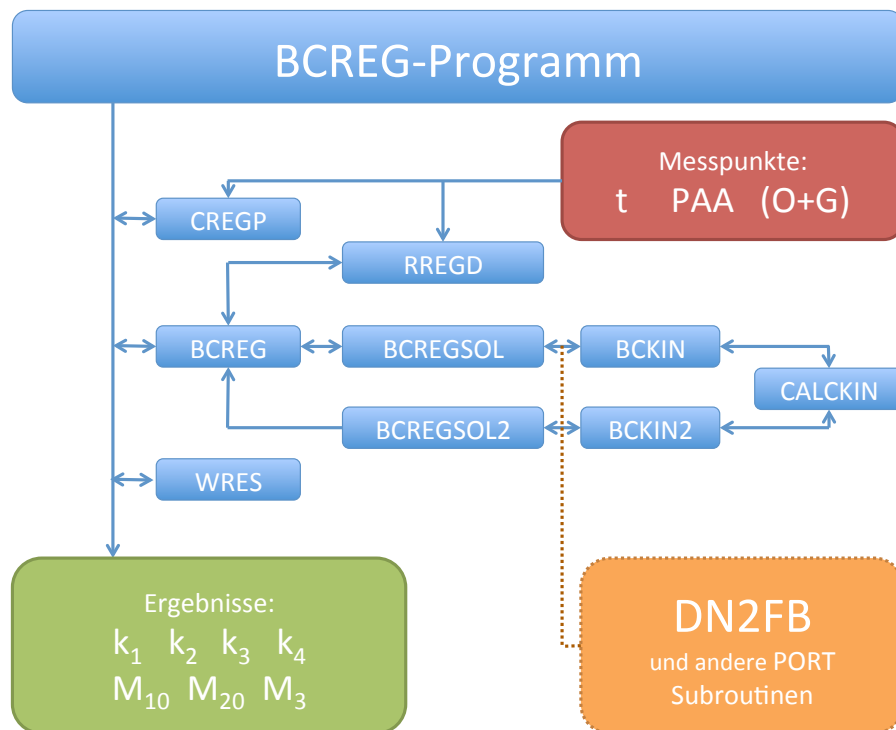 BCREG-Programm
Messpunkte:
t PAA (O+G)
CREGP
RREGD
BCREG BCREGSOL BCKIN
CALCKIN
BCREGSOL2 BCKIN2
WRES
Ergebnisse:
k₁ k₂ k₃ k₄
M₁₀ M₂₀ M₃
DN2FB
und andere PORT
Subroutinen